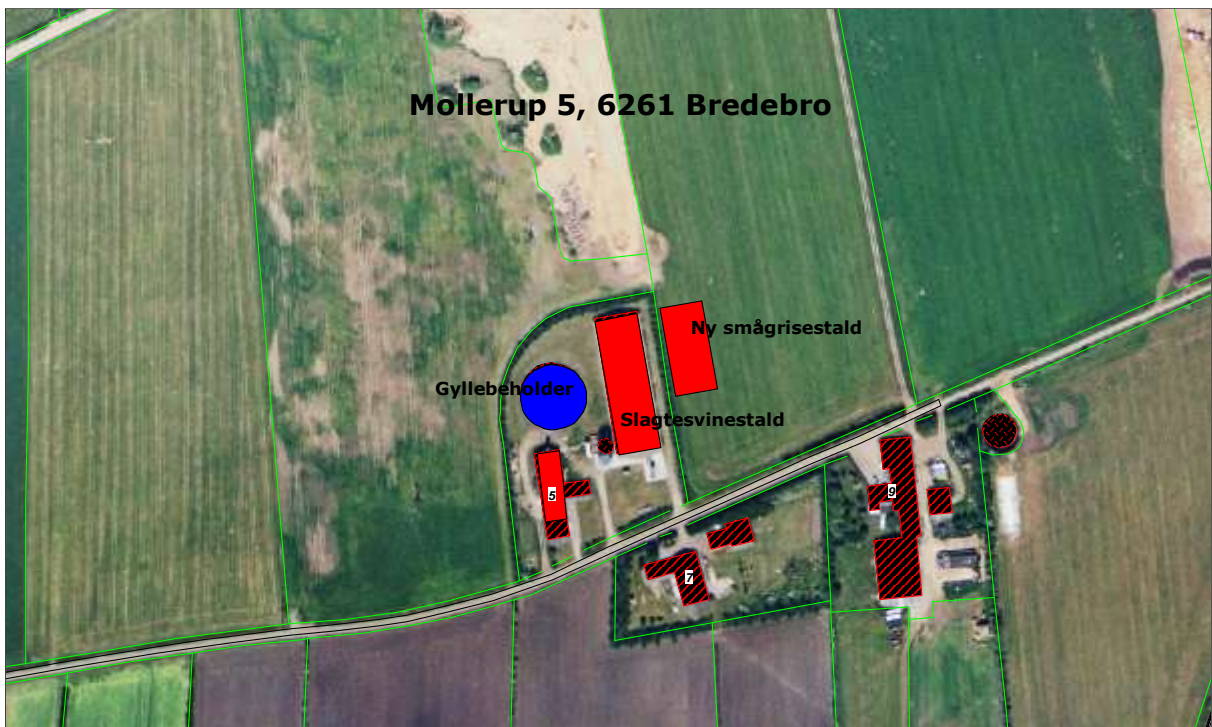 Mollerup 5, 6261 Bredebro
Ny smågrisestald
Gyllebeholder
Slagtesvinestald
5
9
7